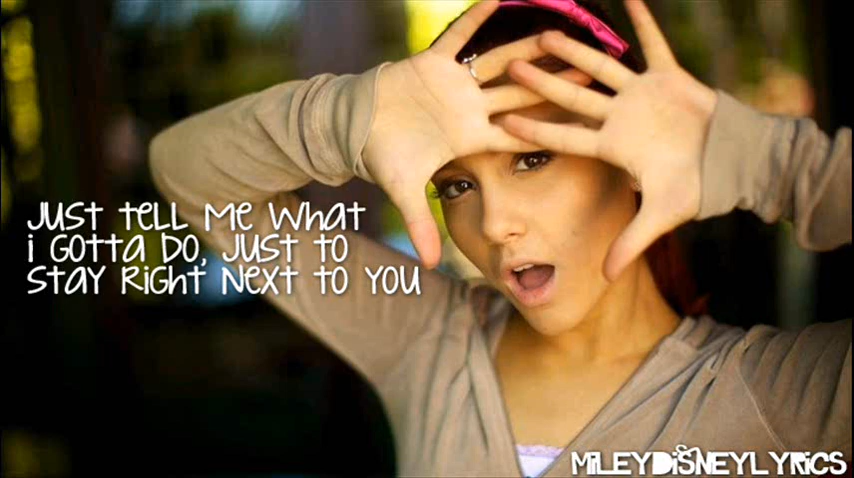 Just tell me what
i gotta do, just to
stay right next to you
MiLEYDiSNEYLYRiCS